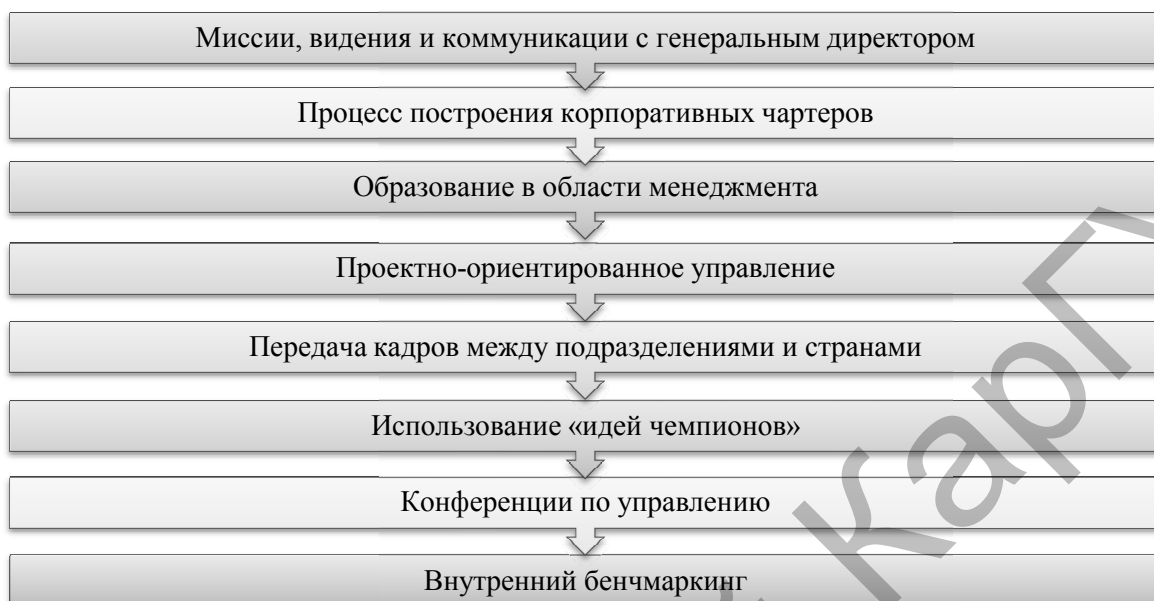 Миссии, видения и коммуникации с генеральным директором
Процесс построения корпоративных чартеров
Образование в области менеджмента
Проектно-ориентированное управление
Передача кадров между подразделениями и странами
Использование «идей чемпионов»
Конференции по управлению
Внутренний бенчмаркинг